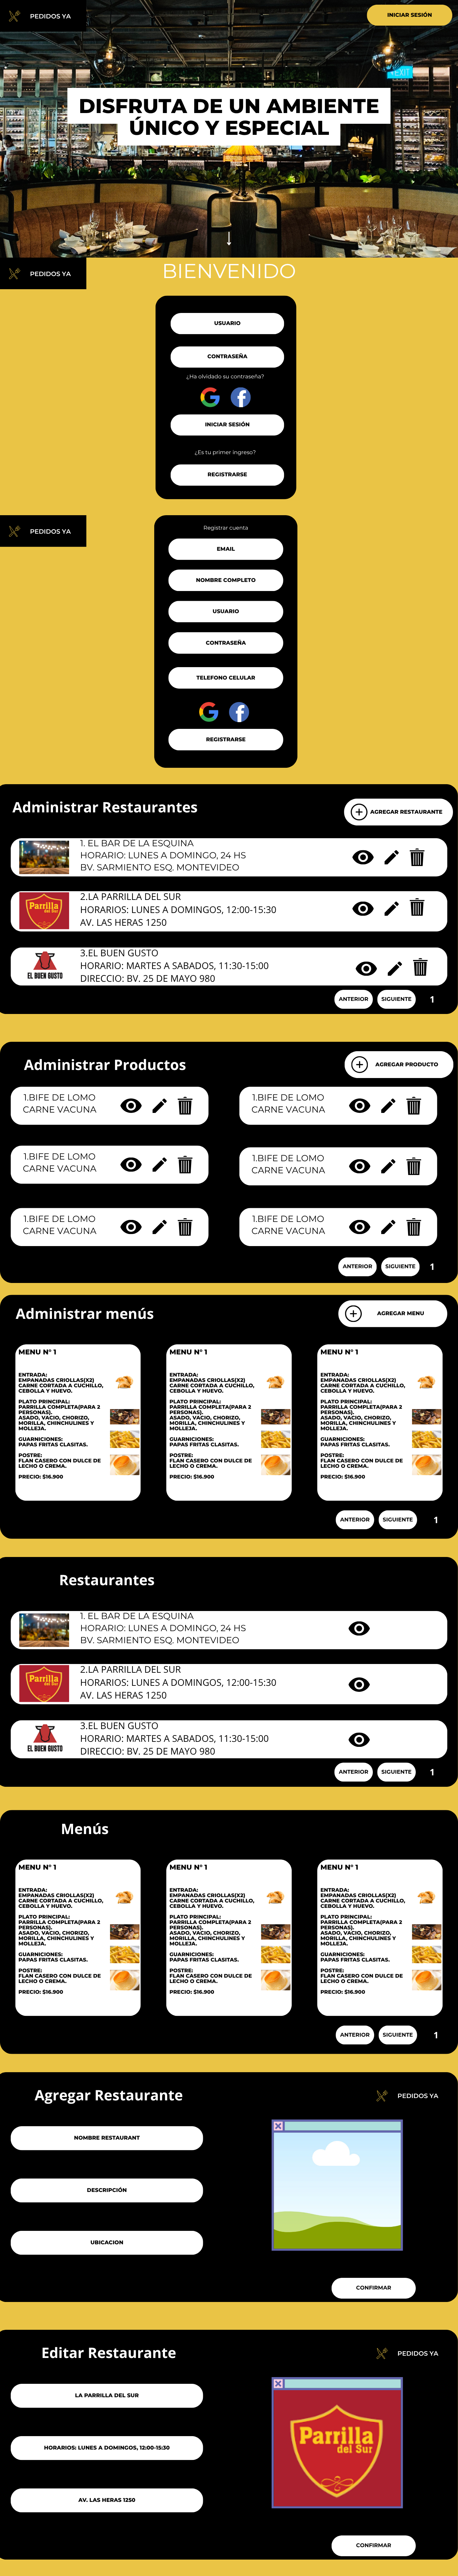 PEDIDOS YA
INICIAR SESIÓN
EXIT
DISFRUTA DE UN AMBIENTE
ÚNICO Y ESPECIAL
PEDIDOS YA
BIENVENIDO
USUARIO
CONTRASEÑA
¿Ha olvidado su contraseña?
INICIAR SESIÓN
¿Es tu primer ingreso?
REGISTRARSE
PEDIDOS YA
Registrar cuenta
EMAIL
NOMBRE COMPLETO
USUARIO
CONTRASEÑA
TELEFONO CELULAR
REGISTRARSE
Administrar Restaurantes
AGREGAR RESTAURANTE
1. EL BAR DE LA ESQUINA
HORARIO: LUNES A DOMINGO, 24 HS
BV. SARMIENTO ESQ. MONTEVIDEO
Parrilla
del Sur
2.LA PARRILLA DEL SUR
HORARIOS: LUNES A DOMINGOS, 12:00-15:30
AV. LAS HERAS 1250
EL BUEN GUSTO
3.EL BUEN GUSTO
HORARIO: MARTES A SABADOS, 11:30-15:00
DIRECCIO: BV. 25 DE MAYO 980
ANTERIOR SIGUIENTE 1
Administrar Productos
AGREGAR PRODUCTO
1.BIFE DE LOMO
CARNE VACUNA
1.BIFE DE LOMO
CARNE VACUNA
1.BIFE DE LOMO
CARNE VACUNA
1.BIFE DE LOMO
CARNE VACUNA
1.BIFE DE LOMO
CARNE VACUNA
1.BIFE DE LOMO
CARNE VACUNA
ANTERIOR SIGUIENTE 1
Administrar menús
AGREGAR MENU
MENU N° 1
ENTRADA:
EMPANADAS CRIOLLAS(X2)
CARNE CORTADA A CUCHILLO,
CEBOLLA Y HUEVO.
PLATO PRINCIPAL:
PARRILLA COMPLETA(PARA 2
PERSONAS).
ASADO, VACIO, CHORIZO,
MORILLA, CHINCHULINES Y
MOLLEJA.
GUARNICIONES:
PAPAS FRITAS CLASITAS.
POSTRE:
FLAN CASERO CON DULCE DE
LECHO O CREMA.
PRECIO: $16.900
MENU N° 1
ENTRADA:
EMPANADAS CRIOLLAS(X2)
CARNE CORTADA A CUCHILLO,
CEBOLLA Y HUEVO.
PLATO PRINCIPAL:
PARRILLA COMPLETA(PARA 2
PERSONAS).
ASADO, VACIO, CHORIZO,
MORILLA, CHINCHULINES Y
MOLLEJA.
GUARNICIONES:
PAPAS FRITAS CLASITAS.
POSTRE:
FLAN CASERO CON DULCE DE
LECHO O CREMA.
PRECIO: $16.900
MENU N° 1
ENTRADA:
EMPANADAS CRIOLLAS(X2)
CARNE CORTADA A CUCHILLO,
CEBOLLA Y HUEVO.
PLATO PRINCIPAL:
PARRILLA COMPLETA(PARA 2
PERSONAS).
ASADO, VACIO, CHORIZO,
MORILLA, CHINCHULINES Y
MOLLEJA.
GUARNICIONES:
PAPAS FRITAS CLASITAS.
POSTRE:
FLAN CASERO CON DULCE DE
LECHO O CREMA.
PRECIO: $16.900
ANTERIOR SIGUIENTE 1
Restaurantes
1. EL BAR DE LA ESQUINA
HORARIO: LUNES A DOMINGO, 24 HS
BV. SARMIENTO ESQ. MONTEVIDEO
Parrilla
del Sur
2.LA PARRILLA DEL SUR
HORARIOS: LUNES A DOMINGOS, 12:00-15:30
AV. LAS HERAS 1250
EL BUEN GUSTO
3.EL BUEN GUSTO
HORARIO: MARTES A SABADOS, 11:30-15:00
DIRECCIO: BV. 25 DE MAYO 980
ANTERIOR SIGUIENTE 1
Menús
MENU N° 1
ENTRADA:
EMPANADAS CRIOLLAS(X2)
CARNE CORTADA A CUCHILLO,
CEBOLLA Y HUEVO.
PLATO PRINCIPAL:
PARRILLA COMPLETA(PARA 2
PERSONAS).
ASADO, VACIO, CHORIZO,
MORILLA, CHINCHULINES Y
MOLLEJA.
GUARNICIONES:
PAPAS FRITAS CLASITAS.
POSTRE:
FLAN CASERO CON DULCE DE
LECHO O CREMA.
PRECIO: $16.900
MENU N° 1
ENTRADA:
EMPANADAS CRIOLLAS(X2)
CARNE CORTADA A CUCHILLO,
CEBOLLA Y HUEVO.
PLATO PRINCIPAL:
PARRILLA COMPLETA(PARA 2
PERSONAS).
ASADO, VACIO, CHORIZO,
MORILLA, CHINCHULINES Y
MOLLEJA.
GUARNICIONES:
PAPAS FRITAS CLASITAS.
POSTRE:
FLAN CASERO CON DULCE DE
LECHO O CREMA.
PRECIO: $16.900
MENU N° 1
ENTRADA:
EMPANADAS CRIOLLAS(X2)
CARNE CORTADA A CUCHILLO,
CEBOLLA Y HUEVO.
PLATO PRINCIPAL:
PARRILLA COMPLETA(PARA 2
PERSONAS).
ASADO, VACIO, CHORIZO,
MORILLA, CHINCHULINES Y
MOLLEJA.
GUARNICIONES:
PAPAS FRITAS CLASITAS.
POSTRE:
FLAN CASERO CON DULCE DE
LECHO O CREMA.
PRECIO: $16.900
ANTERIOR SIGUIENTE 1
Agregar Restaurante
PEDIDOS YA
NOMBRE RESTAURANT
DESCRIPCIÓN
UBICACION
CONFIRMAR
Editar Restaurante
PEDIDOS YA
LA PARRILLA DEL SUR
HORARIOS: LUNES A DOMINGOS, 12:00-15:30
AV. LAS HERAS 1250
Parrilla
del Sur
CONFIRMAR